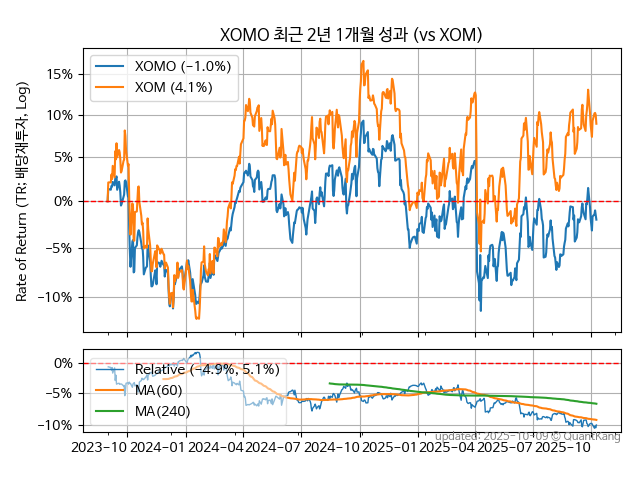 XOMO 최근 2년 1개월 성과 (vs XOM)
Rate of Return (TR: 배당재투자, Log)
XOMO (−1.0%)
XOM (4.1%)
15%
10%
5%
0%
−5%
−10%
Relative (−4.9%, 5.1%)
MA(60)
MA(240)
0%
−5%
−10%
2023-10 2024-01 2024-04 2024-07 2024-10 2025-01 2025-04 2025-07 2025-10
updated: 2025-10-09 © QuantKang